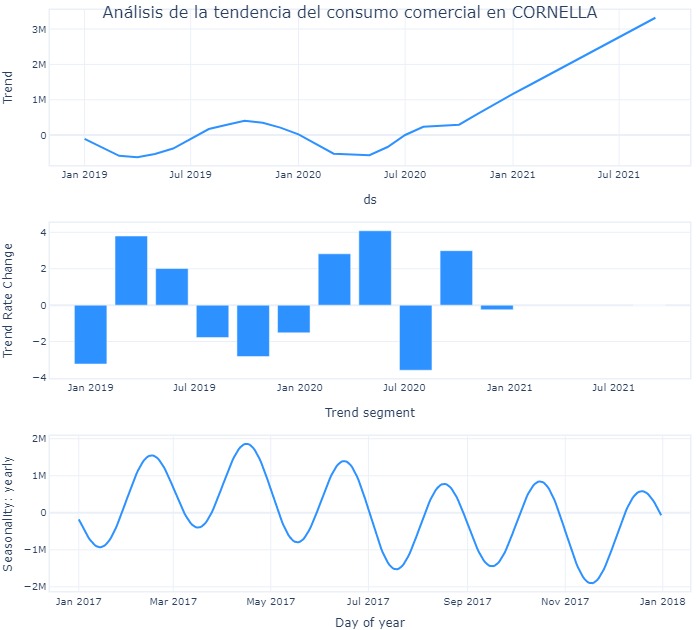 Análisis de la tendencia del consumo comercial en CORNELLA
Trend
3M
2M
1M
0
Jan 2019
Jul 2019
Jan 2020
Jul 2020
Jan 2021
Jul 2021
ds
Trend Rate Change
4
2
0
−2
−4
Jan 2019
Jul 2019
Jan 2020
Jul 2020
Jan 2021
Jul 2021
Trend segment
Seasonality: yearly
2M
1M
0
−1M
−2M
Jan 2017
Mar 2017
May 2017
Jul 2017
Sep 2017
Nov 2017
Jan 2018
Day of year